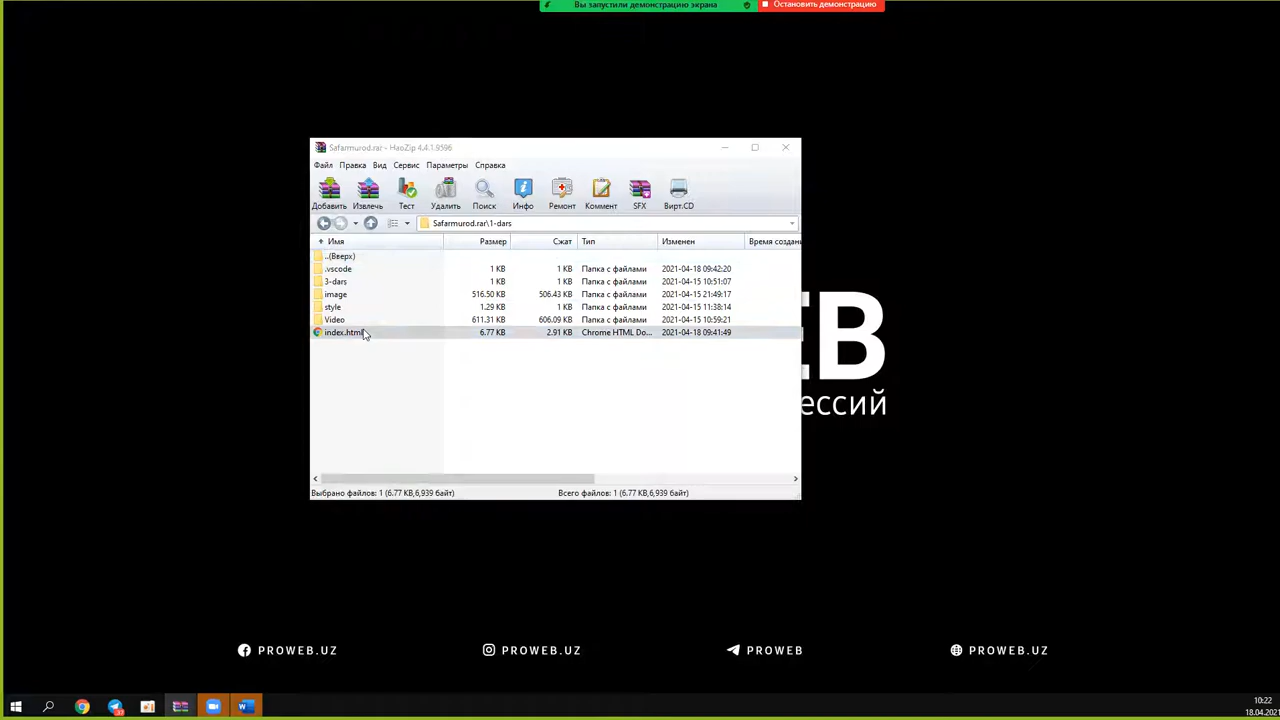 Вы запустили демонстрацию экрана
Остановить демонстрацию
Safarmurod.rar - HaoZip 4.4.1.9596
Файл Правка Вид Сервис Параметры Справка
Добавить Извлечь Тест Удалить Поиск Инфо Ремонт Коммент SFX Вирт.CD
Safarmurod.rar\1-dars
Имя Размер Сжат Тип Изменен Время создан
..(Вверх)
.vscode 1 KB 1 KB Папка с файлами 2021-04-18 09:42:20
3-dars 1 KB 1 KB Папка с файлами 2021-04-15 10:51:07
image 516.50 KB 506.43 KB Папка с файлами 2021-04-15 21:49:17
style 1.29 KB 1 KB Папка с файлами 2021-04-15 11:38:14
Video 611.31 KB 606.09 KB Папка с файлами 2021-04-15 10:59:21
index.html 6.77 KB 2.91 KB Chrome HTML Do... 2021-04-18 09:41:49
EB
ессий
Выбрано файлов: 1 (6.77 KB,6,939 байт) Всего файлов: 1 (6.77 KB,6,939 байт)
PROWEB.UZ PROWEB.UZ PROWEB PROWEB.UZ
10:22
18.04.2021